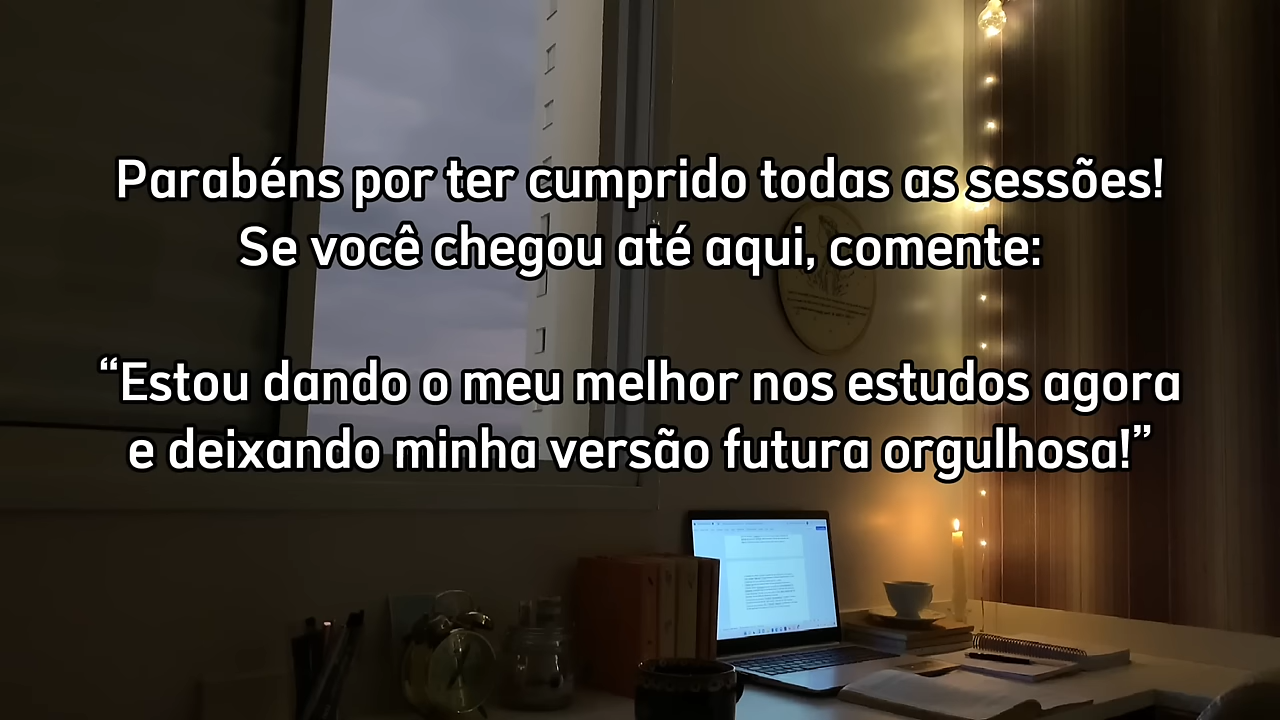 Parabéns por ter cumprido todas as sessões!
Se você chegou até aqui, comente:
“Estou dando o meu melhor nos estudos agora
e deixando minha versão futura orgulhosa!”